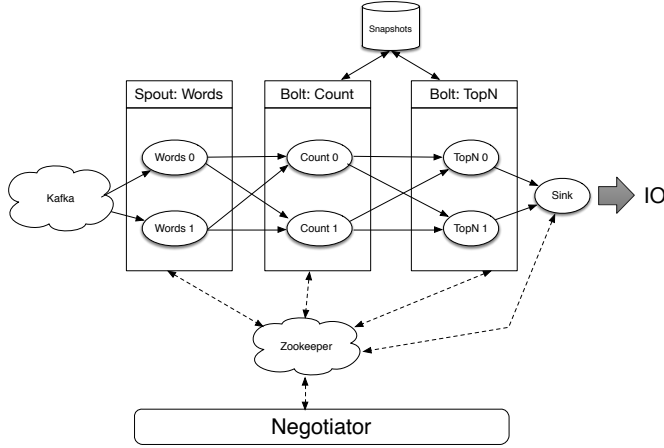 Snapshots
Spout: Words
Bolt: Count
Bolt: TopN
Words 0
Count 0
TopN 0
Kafka
Sink
IO
Words 1
Count 1
TopN 1
Zookeeper
Negotiator